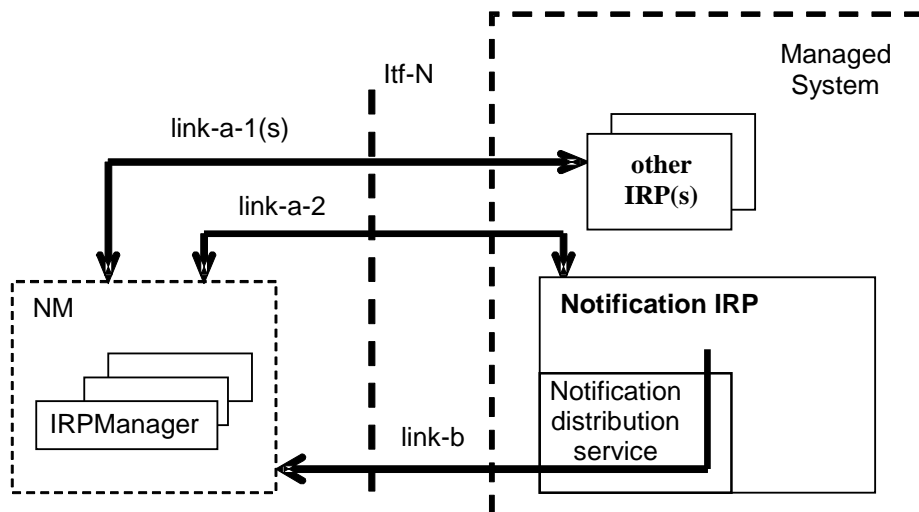 Managed
System
Itf-N
link-a-1(s)
other
IRP(s)
link-a-2
NM
Notification IRP
IRPManager
Notification
distribution
service
link-b